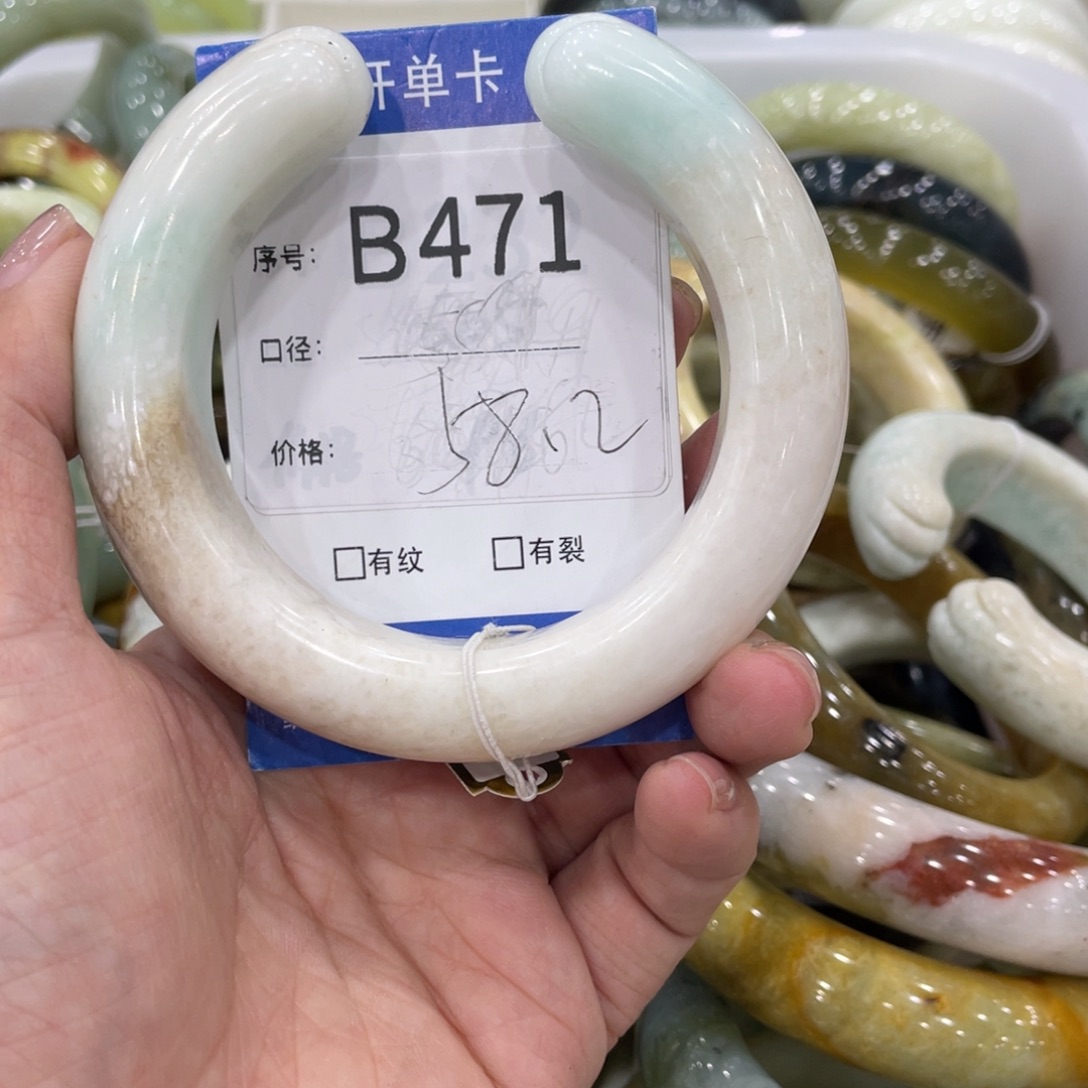 开单卡
序号: B471
口径:
价格: 58.2
□有纹 □有裂